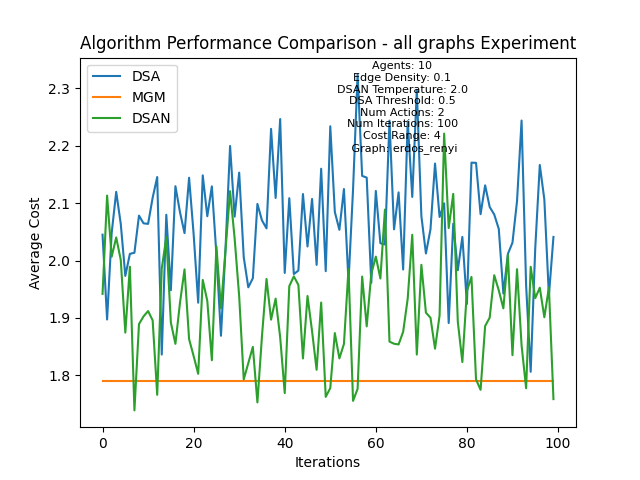 Algorithm Performance Comparison - all graphs Experiment
DSA
MGM
DSAN
Agents: 10
Edge Density: 0.1
DSAN Temperature: 2.0
DSA Threshold: 0.5
Num Actions: 2
Num Iterations: 100
Cost Range: 4
Graph: erdos_renyi
Average Cost
2.3
2.2
2.1
2.0
1.9
1.8
0 20 40 60 80 100
Iterations